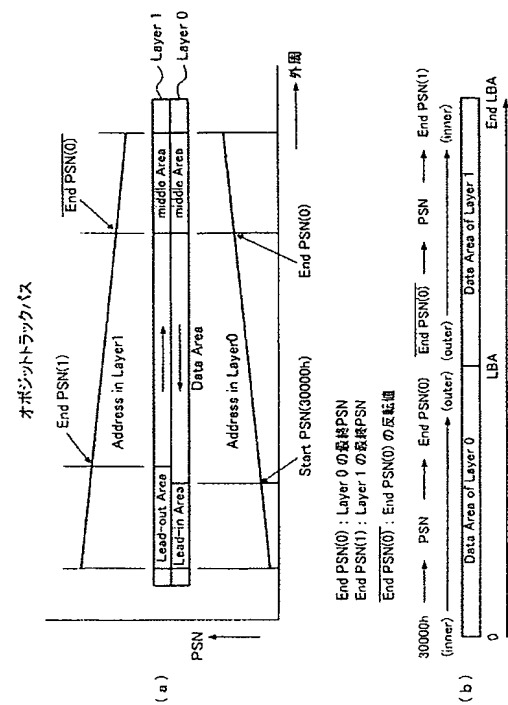 オポジットトラックパス
(a)
PSN
End PSN(1)
End PSN(0)
Address in Layer1
Layer 1
Layer 0
Lead-out Area
middle Area
Lead-in Area
middle Area
Data Area
Address in Layer0
Start PSN(30000h)
End PSN(0)
外周
End PSN(0) : Layer 0 の最終PSN
End PSN(1) : Layer 1 の最終PSN
End PSN(0) : End PSN(0) の反転値
(b)
30000h PSN End PSN(0) End PSN(0) PSN End PSN(1)
(inner) (outer) (outer) (inner)
Data Area of Layer 0 Data Area of Layer 1
0 LBA End LBA